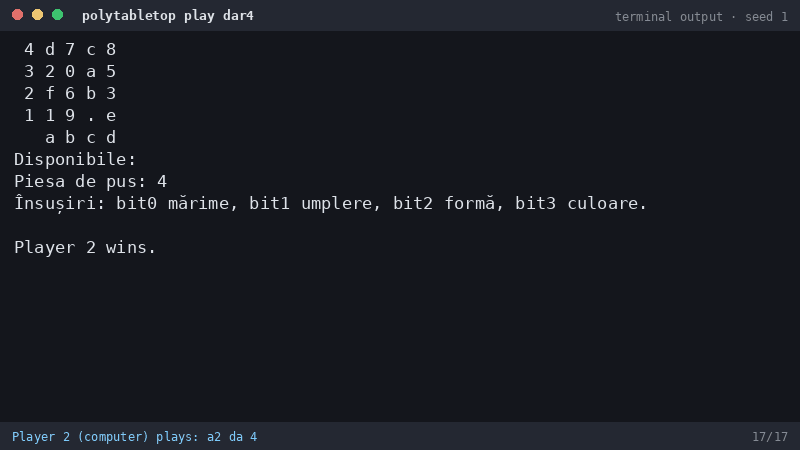 polytabletop play dar4
terminal output · seed 1
4 d 7 c 8
3 2 0 a 5
2 f 6 b 3
1 1 9 . e
a b c d
Disponibile:
Piesa de pus: 4
Însușiri: bit0 mărime, bit1 umplere, bit2 formă, bit3 culoare.
Player 2 wins.
Player 2 (computer) plays: a2 da 4
17/17